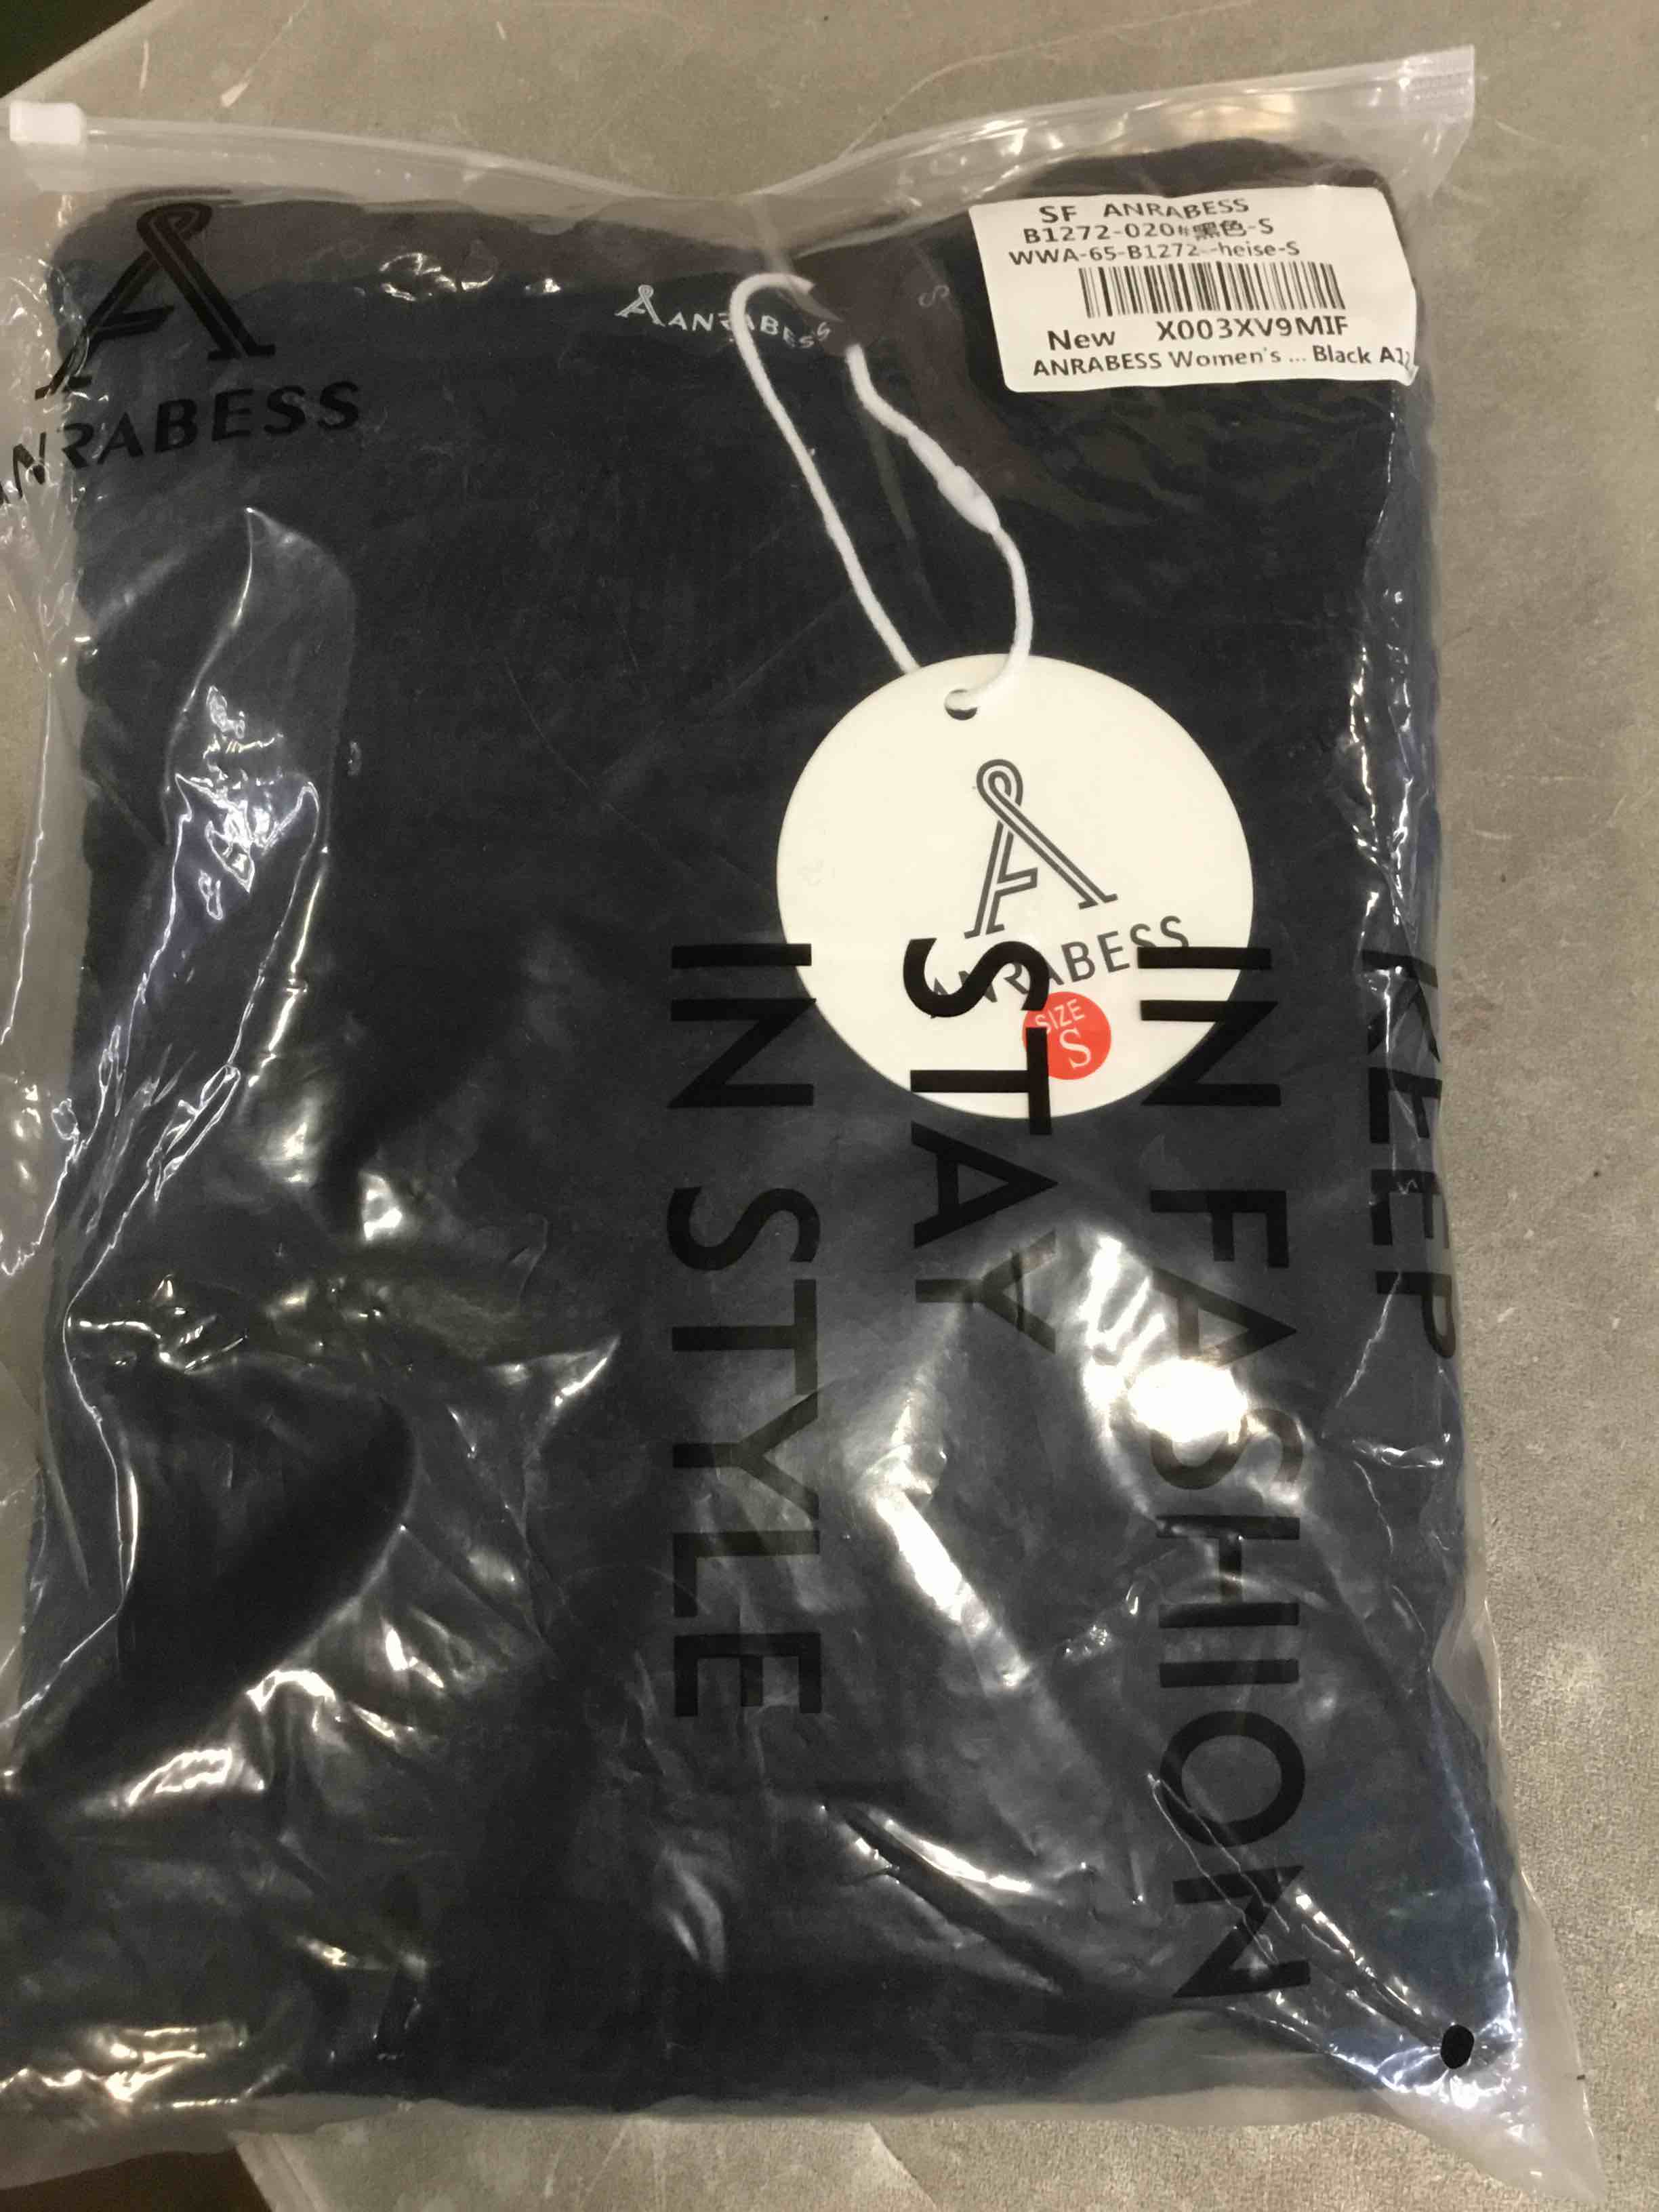 SF ANRABESS
B1272-020#黑色-S
WWA-65-B1272--heise-S
New X003XV9MIF
ANRABESS Women's ... Black
ANRABESS
ANRABESS
S
ANRABESS
SIZE
S
KEEP
IN FASHION
STAY
IN STYLE